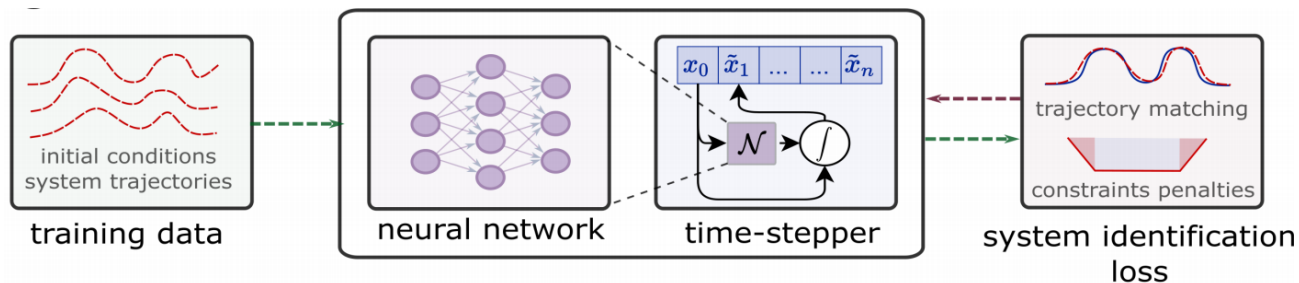 initial conditions
system trajectories
training data
neural network
x₀ x̃₁ ... ... x̃ₙ
𝒩 ∫
time-stepper
trajectory matching
constraints penalties
system identification
loss